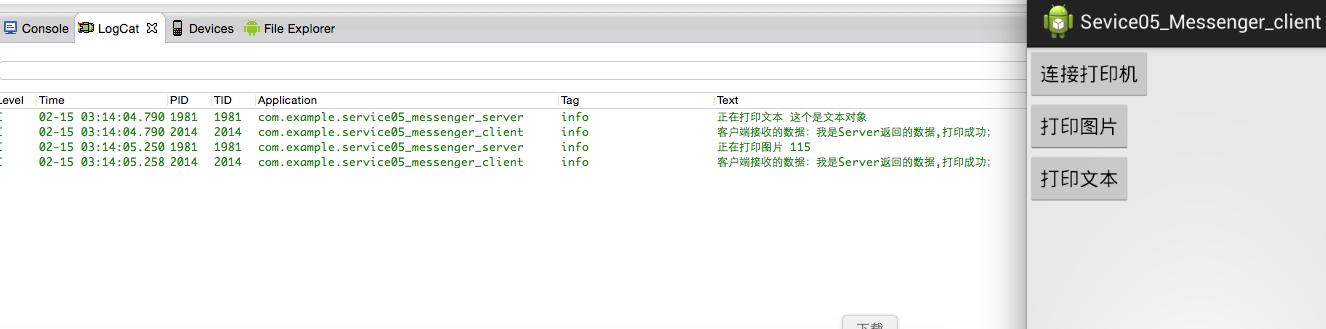 Console LogCat Devices File Explorer
Level Time PID TID Application Tag Text
I 02-15 03:14:04.790 1981 1981 com.example.service05_messenger_server info 正在打印文本 这个是文本对象
I 02-15 03:14:04.790 2014 2014 com.example.service05_messenger_client info 客户端接收的数据：我是Server返回的数据,打印成功；
I 02-15 03:14:05.250 1981 1981 com.example.service05_messenger_server info 正在打印图片 115
I 02-15 03:14:05.258 2014 2014 com.example.service05_messenger_client info 客户端接收的数据：我是Server返回的数据,打印成功；
Sevice05_Messenger_client
连接打印机
打印图片
打印文本
下载